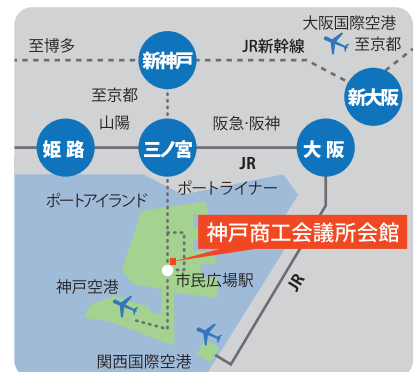 大阪国際空港
至博多
JR新幹線
至京都
新神戸
新大阪
至京都
山陽
阪急・阪神
姫路
三ノ宮
大阪
JR
ポートアイランド
ポートライナー
神戸商工会議所会館
市民広場駅
神戸空港
JR
関西国際空港